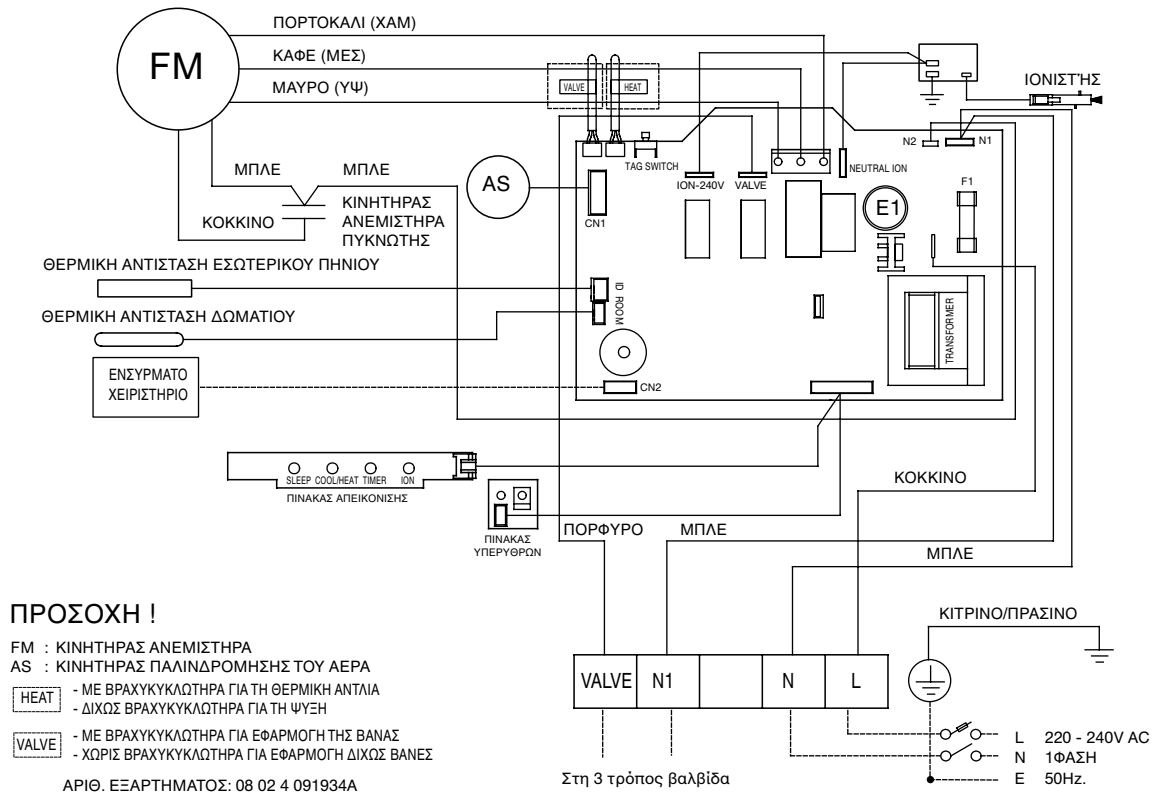 ΠΟΡΤΟΚΑΛΙ (ΧΑΜ)
FM
ΚΑΦΕ (ΜΕΣ)
ΜΑΥΡΟ (ΥΨ)
VALVE
HEAT
ΙΟΝΙΣΤΉΣ
N2
N1
TAG SWITCH
ΜΠΛΕ
ΜΠΛΕ
AS
ION-240V
VALVE
NEUTRAL ION
F1
E1
CN1
ΚΟΚΚΙΝΟ
ΚΙΝΗΤΗΡΑΣ
ΑΝΕΜΙΣΤΗΡΑ
ΠΥΚΝΩΤΗΣ
ΘΕΡΜΙΚΗ ΑΝΤΙΣΤΑΣΗ ΕΣΩΤΕΡΙΚΟΥ ΠΗΝΙΟΥ
ID
ROOM
ΘΕΡΜΙΚΗ ΑΝΤΙΣΤΑΣΗ ΔΩΜΑΤΙΟΥ
TRANSFORMER
ΕΝΣΥΡΜΑΤΟ
ΧΕΙΡΙΣΤΗΡΙΟ
CN2
SLEEP COOL/HEAT TIMER ION
ΠΙΝΑΚΑΣ ΑΠΕΙΚΟΝΙΣΗΣ
ΚΟΚΚΙΝΟ
ΠΙΝΑΚΑΣ
ΥΠΕΡΥΘΡΩΝ
ΠΟΡΦΥΡΟ
ΜΠΛΕ
ΜΠΛΕ
ΠΡΟΣΟΧΗ !
ΚΙΤΡΙΝΟ/ΠΡΑΣΙΝΟ
FM : ΚΙΝΗΤΗΡΑΣ ΑΝΕΜΙΣΤΗΡΑ
AS : ΚΙΝΗΤΗΡΑΣ ΠΑΛΙΝΔΡΟΜΗΣΗΣ ΤΟΥ ΑΕΡΑ
HEAT - ΜΕ ΒΡΑΧΥΚΥΚΛΩΤΗΡΑ ΓΙΑ ΤΗ ΘΕΡΜΙΚΗ ΑΝΤΛΙΑ
- ΔΙΧΩΣ ΒΡΑΧΥΚΥΚΛΩΤΗΡΑ ΓΙΑ ΤΗ ΨΥΞΗ
VALVE - ΜΕ ΒΡΑΧΥΚΥΚΛΩΤΗΡΑ ΓΙΑ ΕΦΑΡΜΟΓΗ ΤΗΣ ΒΑΝΑΣ
- ΧΩΡΙΣ ΒΡΑΧΥΚΥΚΛΩΤΗΡΑ ΓΙΑ ΕΦΑΡΜΟΓΗ ΔΙΧΩΣ ΒΑΝΕΣ
ΑΡΙΘ. ΕΞΑΡΤΗΜΑΤΟΣ: 08 02 4 091934A
VALVE N1 N L
Στη 3 τρόπος βαλβίδα
L 220 - 240V AC
N 1ΦΑΣΗ
E 50Hz.